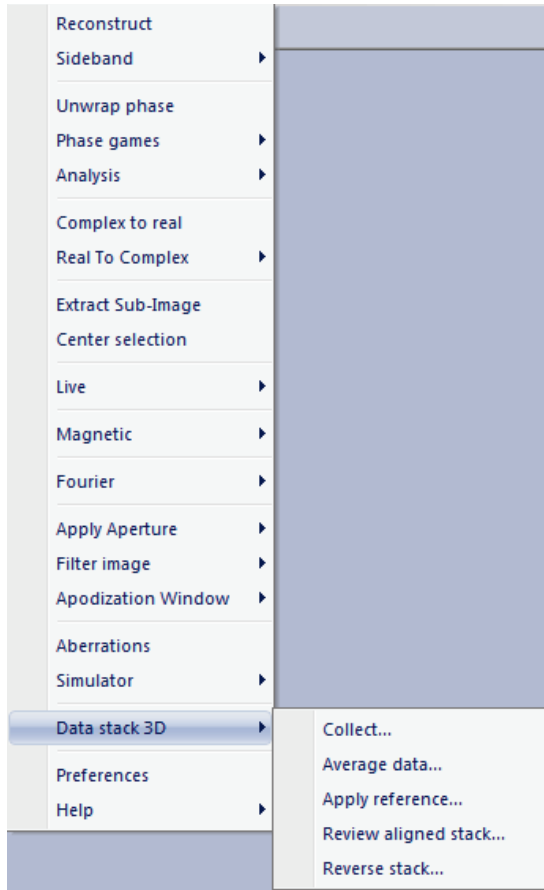 Reconstruct
Sideband
Unwrap phase
Phase games
Analysis
Complex to real
Real To Complex
Extract Sub-Image
Center selection
Live
Magnetic
Fourier
Apply Aperture
Filter image
Apodization Window
Aberrations
Simulator
Data stack 3D
Preferences
Help
Collect...
Average data...
Apply reference...
Review aligned stack...
Reverse stack...